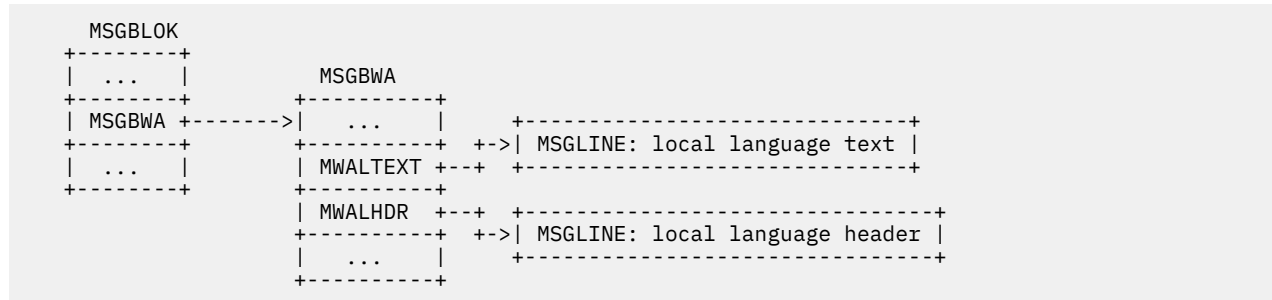 MSGBLOK
+--------+
|  ...   |            MSGBWA
+--------+        +----------+
| MSGBWA +------->|   ...    |     +------------------------------+
+--------+        +----------+  +->| MSGLINE: local language text |
|  ...   |        | MWALTEXT +--+  +------------------------------+
+--------+        +----------+
| MWALHDR  +--+  +--------------------------------+
+----------+  +->| MSGLINE: local language header |
|   ...    |     +--------------------------------+
+----------+